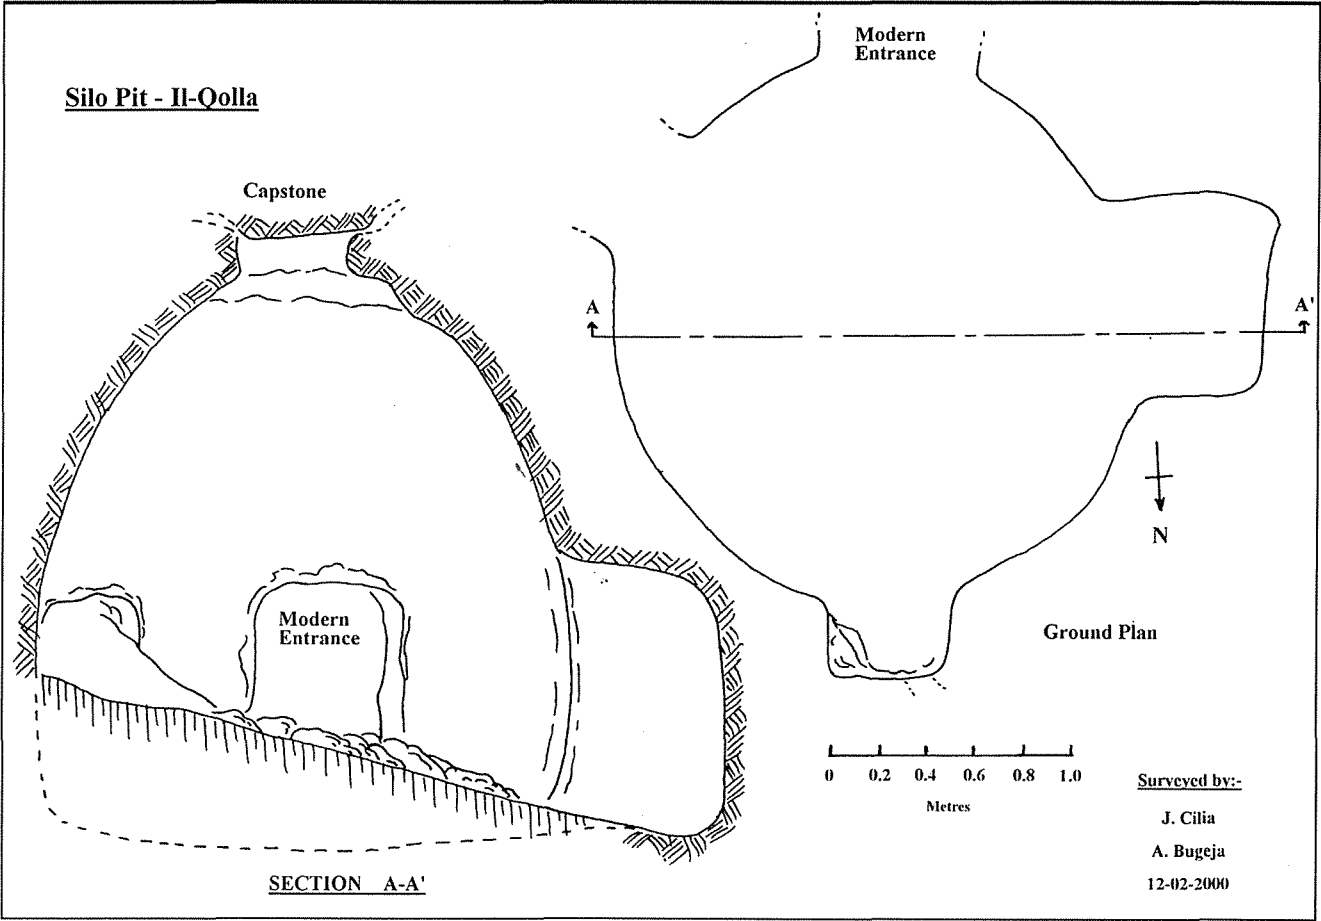 Silo Pit - Il-Qolla
Capstone
Modern
Entrance
SECTION A-A'
Modern
Entrance
A
A'
N
Ground Plan
0 0.2 0.4 0.6 0.8 1.0
Metres
Surveyed by:-
J. Cilia
A. Bugeja
12-02-2000